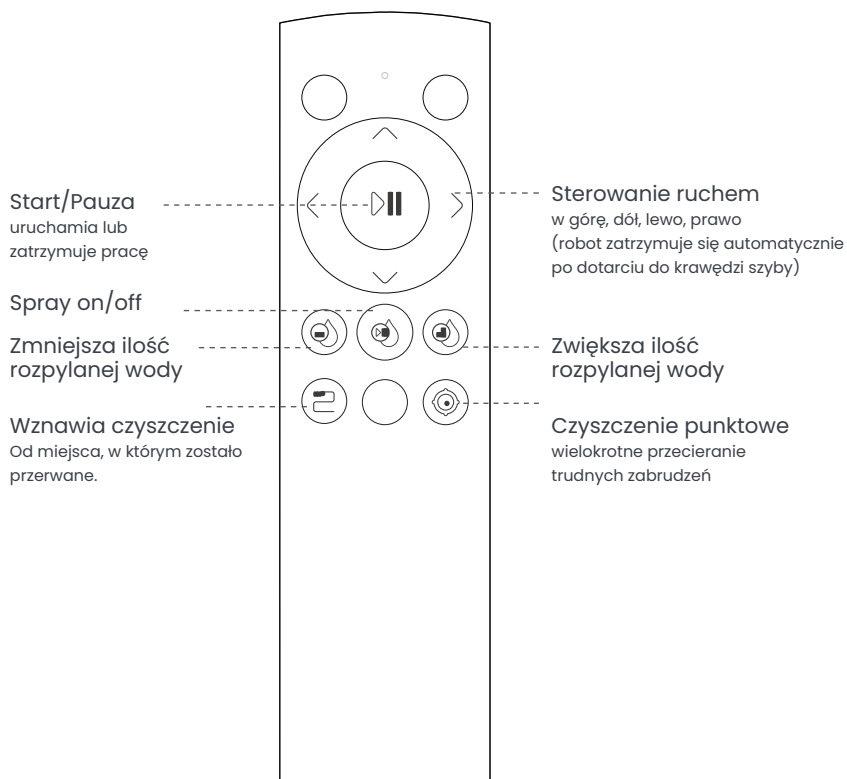 Start/Pauza
uruchamia lub
zatrzymuje pracę
Spray on/off
Zmniejsza ilość
rozpylanej wody
Wznawia czyszczenie
Od miejsca, w którym zostało
przerwane.
Sterowanie ruchem
w górę, dół, lewo, prawo
(robot zatrzymuje się automatycznie
po dotarciu do krawędzi szyby)
Zwiększa ilość
rozpylanej wody
Czyszczenie punktowe
wielokrotne przecieranie
trudnych zabrudzeń